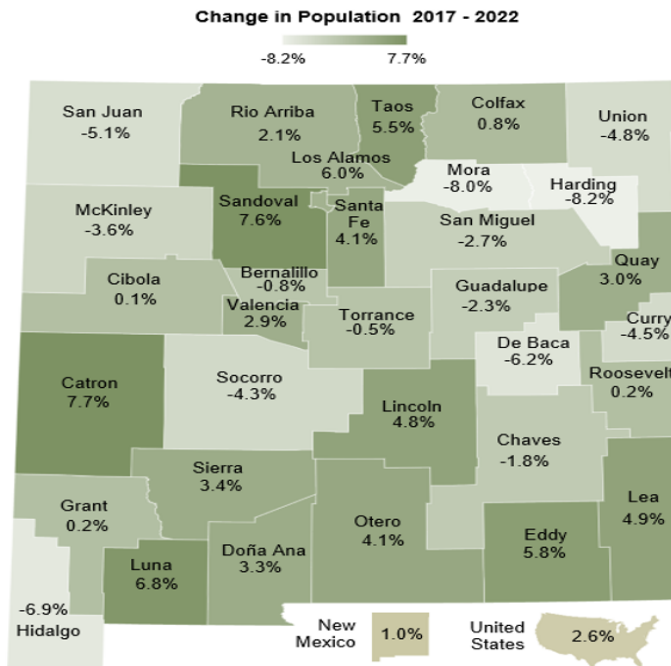 Change in Population 2017 - 2022
-8.2%
7.7%
San Juan
-5.1%
Rio Arriba
2.1%
Taos
5.5%
Colfax
0.8%
Union
-4.8%
Los Alamos
6.0%
Mora
-8.0%
Harding
-8.2%
McKinley
-3.6%
Sandoval
7.6%
Santa
Fe
4.1%
San Miguel
-2.7%
Quay
3.0%
Cibola
0.1%
Bernalillo
-0.8%
Valencia
2.9%
Torrance
-0.5%
Guadalupe
-2.3%
Curry
-4.5%
De Baca
-6.2%
Roosevelt
0.2%
Catron
7.7%
Socorro
-4.3%
Lincoln
4.8%
Chaves
-1.8%
Sierra
3.4%
Grant
0.2%
Otero
4.1%
Eddy
5.8%
Lea
4.9%
Luna
6.8%
Doña Ana
3.3%
-6.9%
Hidalgo
New
Mexico
1.0%
United
States
2.6%